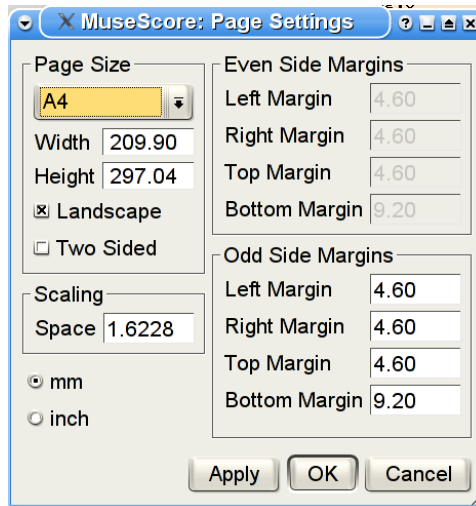 MuseScore: Page Settings
Page Size
A4
Width 209.90
Height 297.04
Landscape
Two Sided
Scaling
Space 1.6228
mm
inch
Even Side Margins
Left Margin 4.60
Right Margin 4.60
Top Margin 4.60
Bottom Margin 9.20
Odd Side Margins
Left Margin 4.60
Right Margin 4.60
Top Margin 4.60
Bottom Margin 9.20
Apply OK Cancel